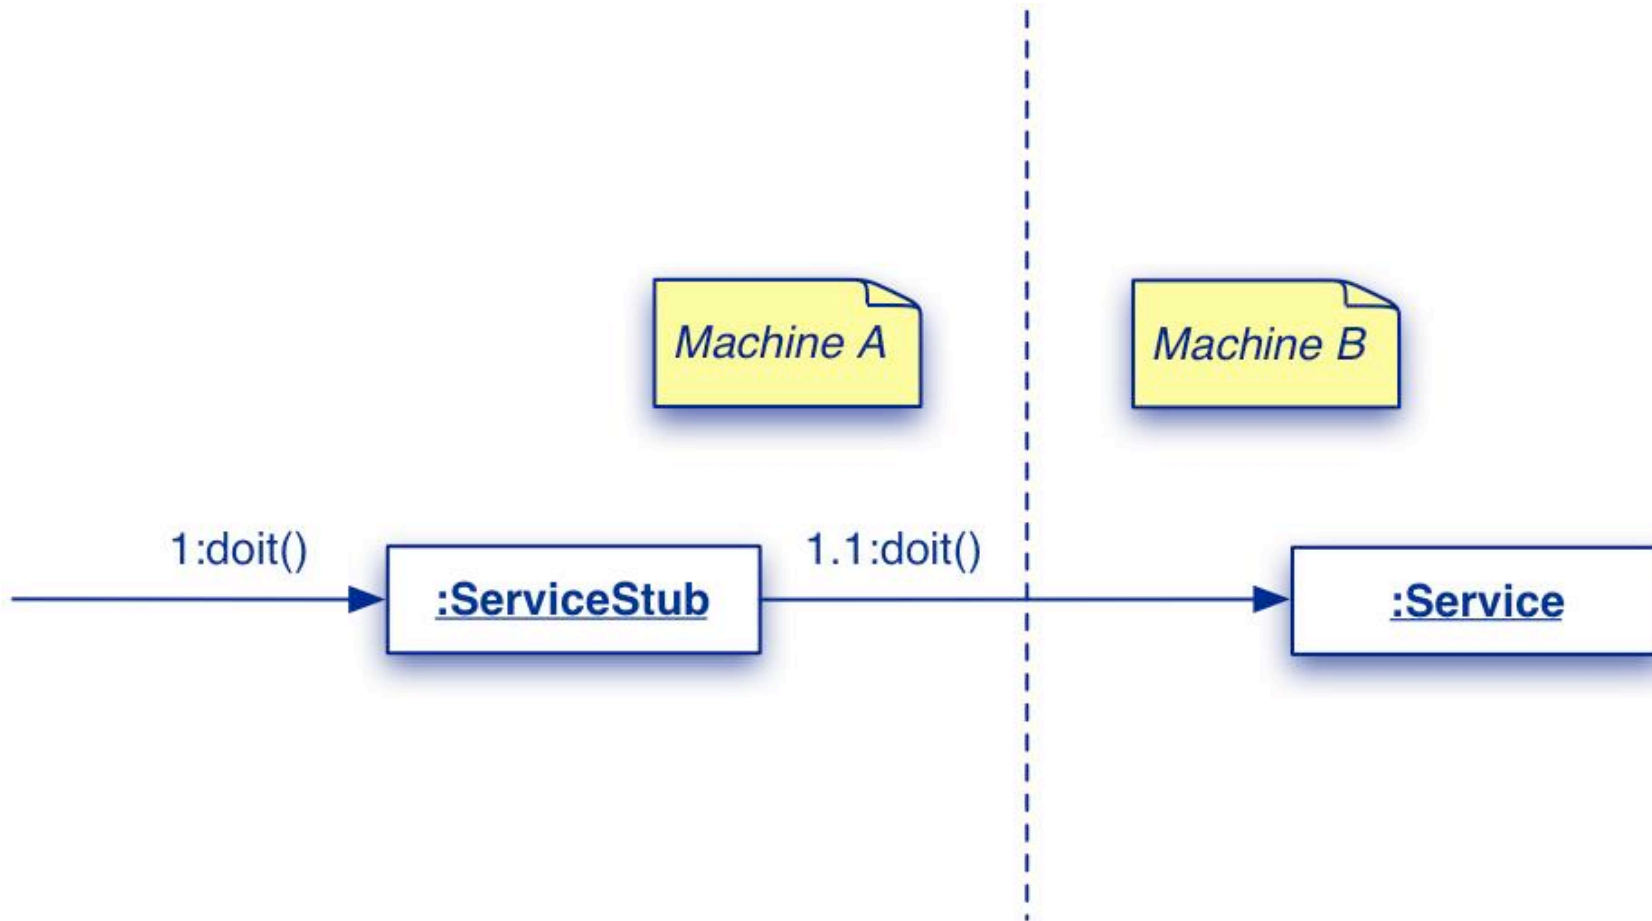 Machine A
Machine B
1:doit()
:ServiceStub
1.1:doit()
:Service